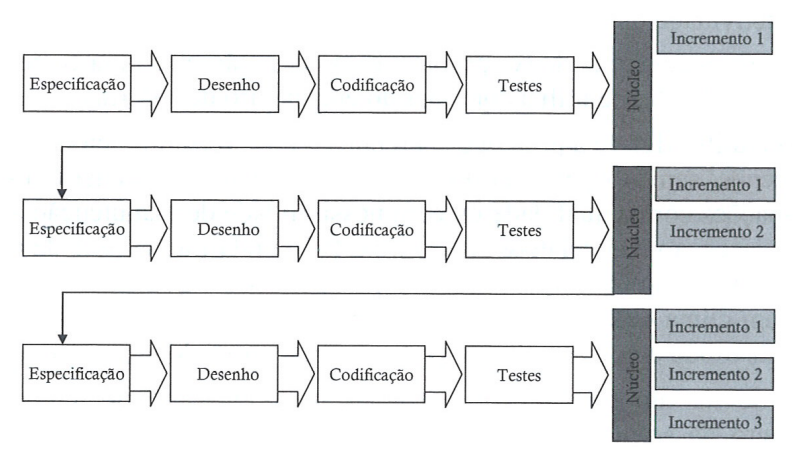 Especificação
Desenho
Codificação
Testes
Núcleo
Incremento 1
Especificação
Desenho
Codificação
Testes
Núcleo
Incremento 1
Incremento 2
Especificação
Desenho
Codificação
Testes
Núcleo
Incremento 1
Incremento 2
Incremento 3